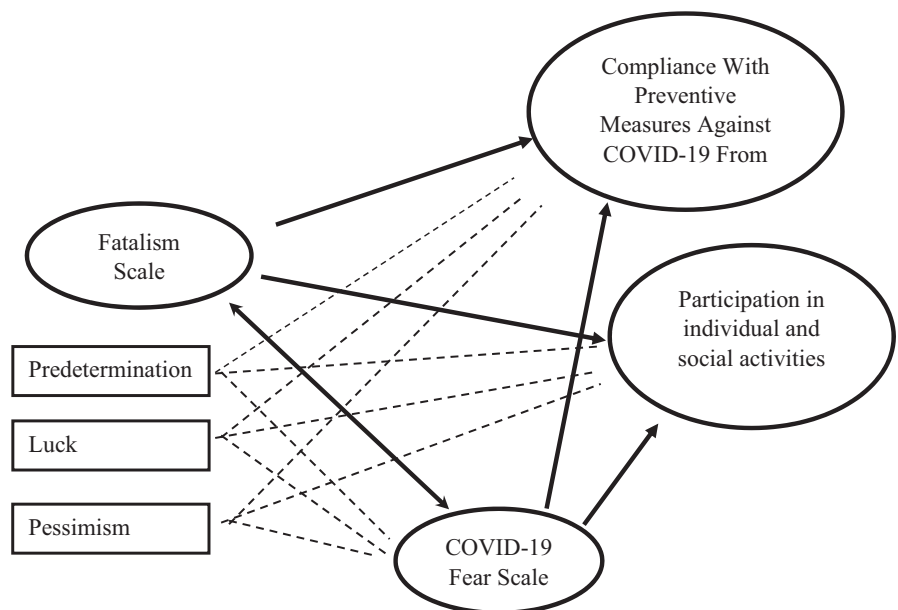 Compliance With
Preventive
Measures Against
COVID-19 From
Fatalism
Scale
Participation in
individual and
social activities
Predetermination
Luck
Pessimism
COVID-19
Fear Scale